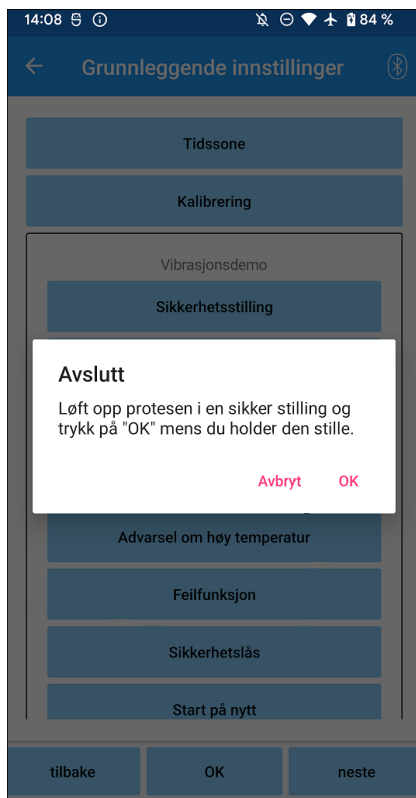 14:08
84 %
Grunnleggende innstillinger
Tidssone
Kalibrering
Vibrasjonsdemo
Sikkerhetsstilling
Avslutt
Løft opp protesen i en sikker stilling og
trykk på "OK" mens du holder den stille.
Avbryt OK
Advarsel om høy temperatur
Feilfunksjon
Sikkerhetslås
Start på nytt
tilbake OK neste